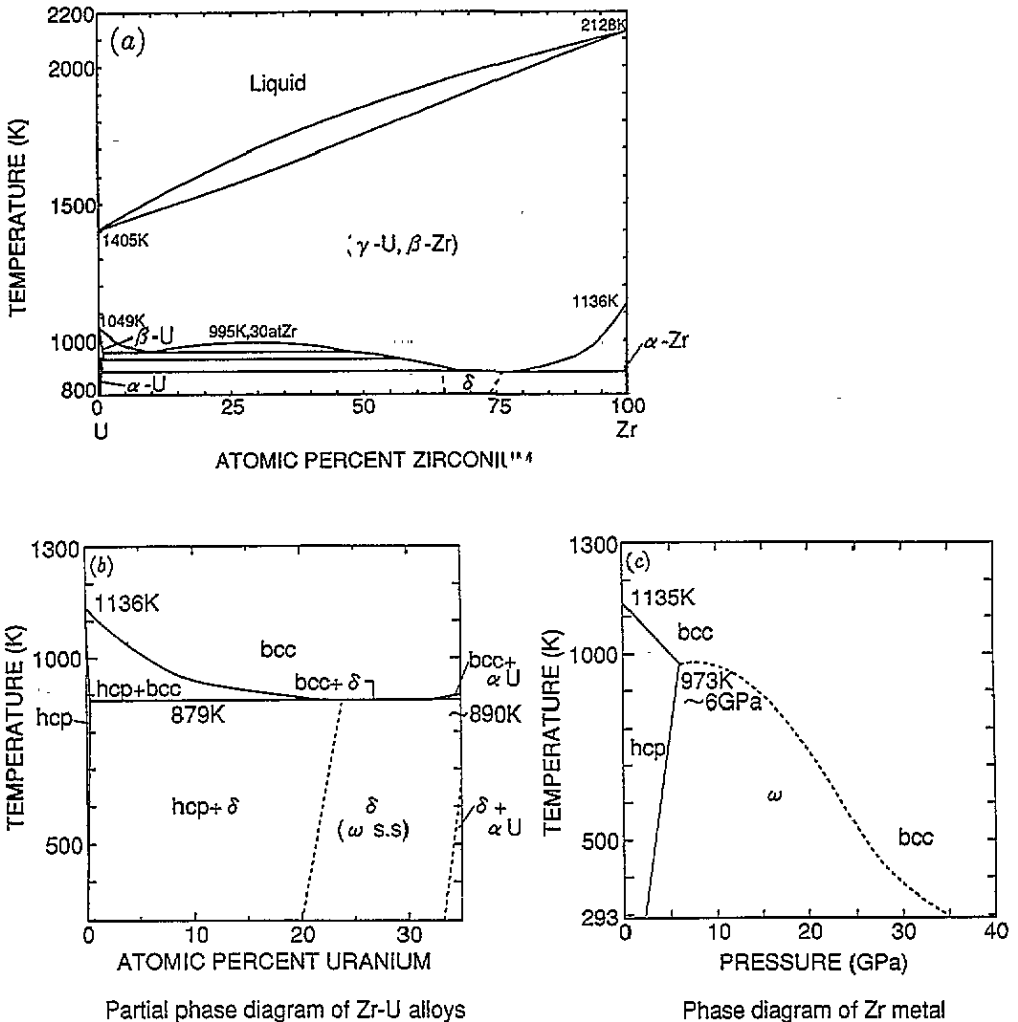 2200
(a)
2128K
2000
Liquid
TEMPERATURE (K)
1500
1405K
(γ-U, β-Zr)
1136K
1049K
995K,30atZr
β-U
1000
α-Zr
α-U
δ
800
0 25 50 75 100
U Zr
ATOMIC PERCENT
1300
(b)
1136K
TEMPERATURE (K)
1000
bcc
bcc+
α U
hcp+bcc
bcc+ δ
hcp
879K
~890K
hcp+ δ
δ
(ω s.s)
δ +
α U
500
0 10 20 30
ATOMIC PERCENT URANIUM
Partial phase diagram of Zr-U alloys
1300
(c)
1135K
TEMPERATURE (K)
bcc
1000
973K
~6GPa
hcp
ω
500
bcc
293
0 10 20 30 40
PRESSURE (GPa)
Phase diagram of Zr metal